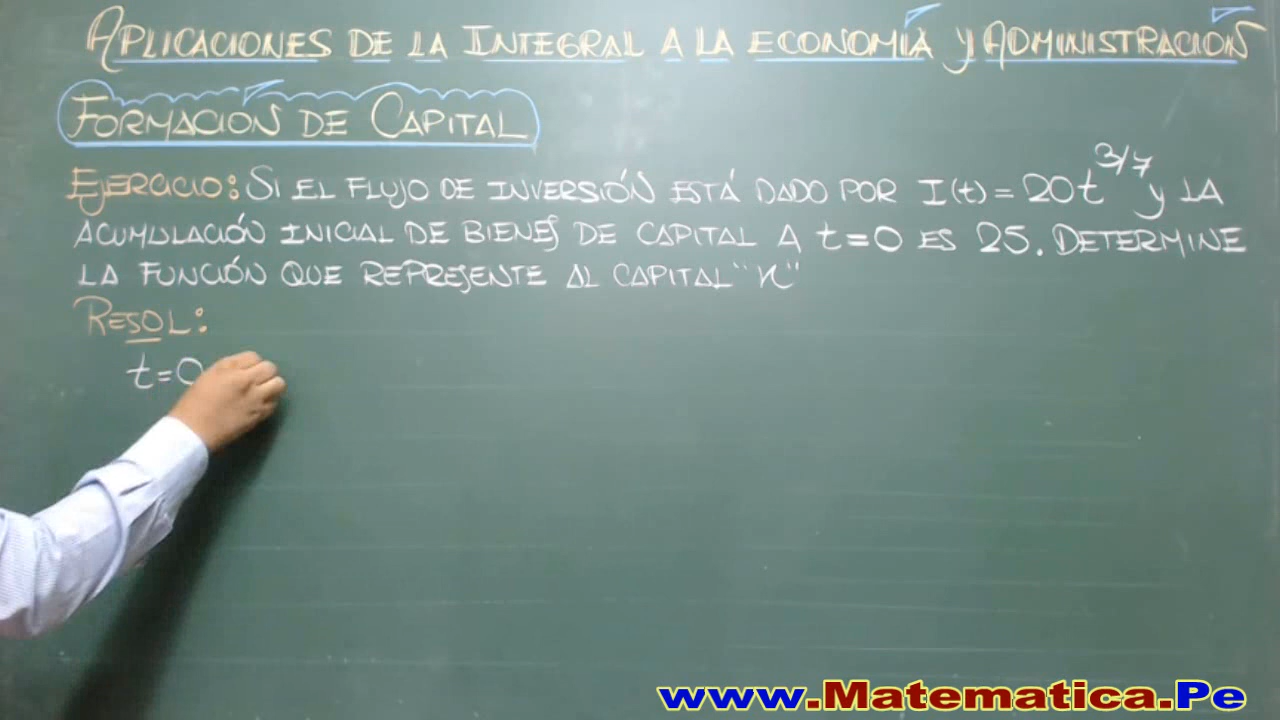 APLICACIONES DE LA INTEGRAL A LA ECONOMÍA Y ADMINISTRACIÓN
FORMACIÓN DE CAPITAL
EJERCICIO: SI EL FLUJO DE INVERSIÓN ESTÁ DADO POR I(t) = 20t^3/7 y LA
ACUMULACIÓN INICIAL DE BIENES DE CAPITAL A t=0 ES 25. DETERMINE
LA FUNCIÓN QUE REPRESENTE AL CAPITAL "K"
RESOL:
t=0
www.Matematica.Pe